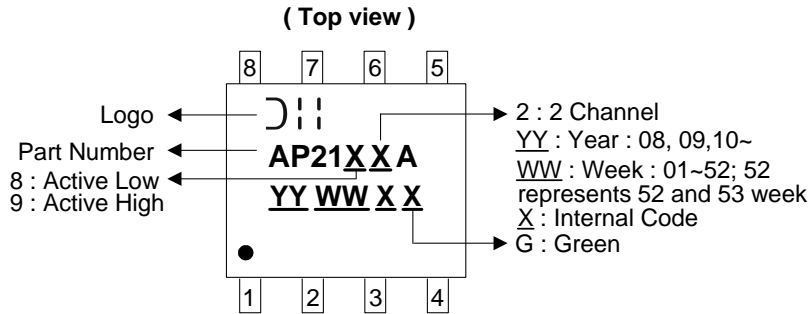 ( Top view )
8 7 6 5
Logo
Part Number
8 : Active Low
9 : Active High
AP21XXA
YY WW X X
2 : 2 Channel
YY : Year : 08, 09,10~
WW : Week : 01~52; 52
represents 52 and 53 week
X : Internal Code
G : Green
1 2 3 4